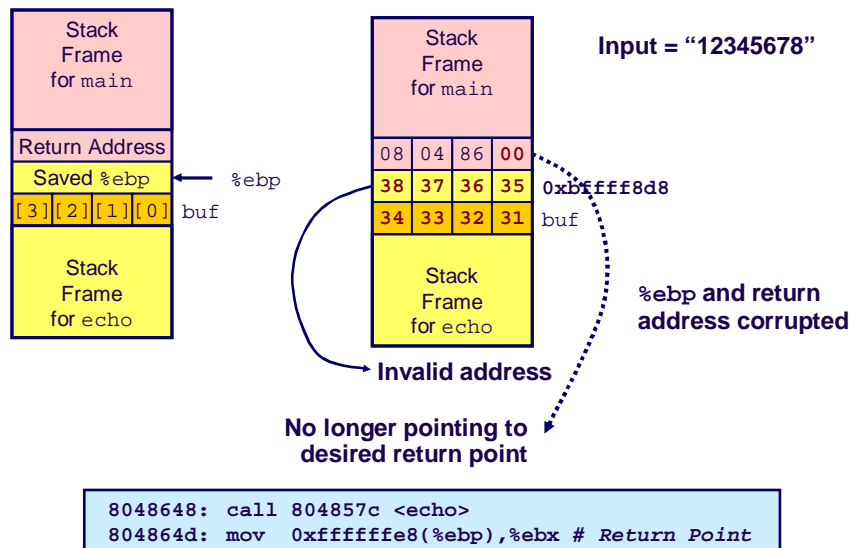 Stack
Frame
for main
Return Address
Saved %ebp
%ebp
[3] [2] [1] [0] buf
Stack
Frame
for echo
Stack
Frame
for main
08 04 86 00
38 37 36 35 0xbffff8d8
34 33 32 31 buf
Stack
Frame
for echo
Input = “12345678”
%ebp and return
address corrupted
Invalid address
No longer pointing to
desired return point
8048648: call 804857c <echo>
804864d: mov 0xffffffe8(%ebp),%ebx # Return Point